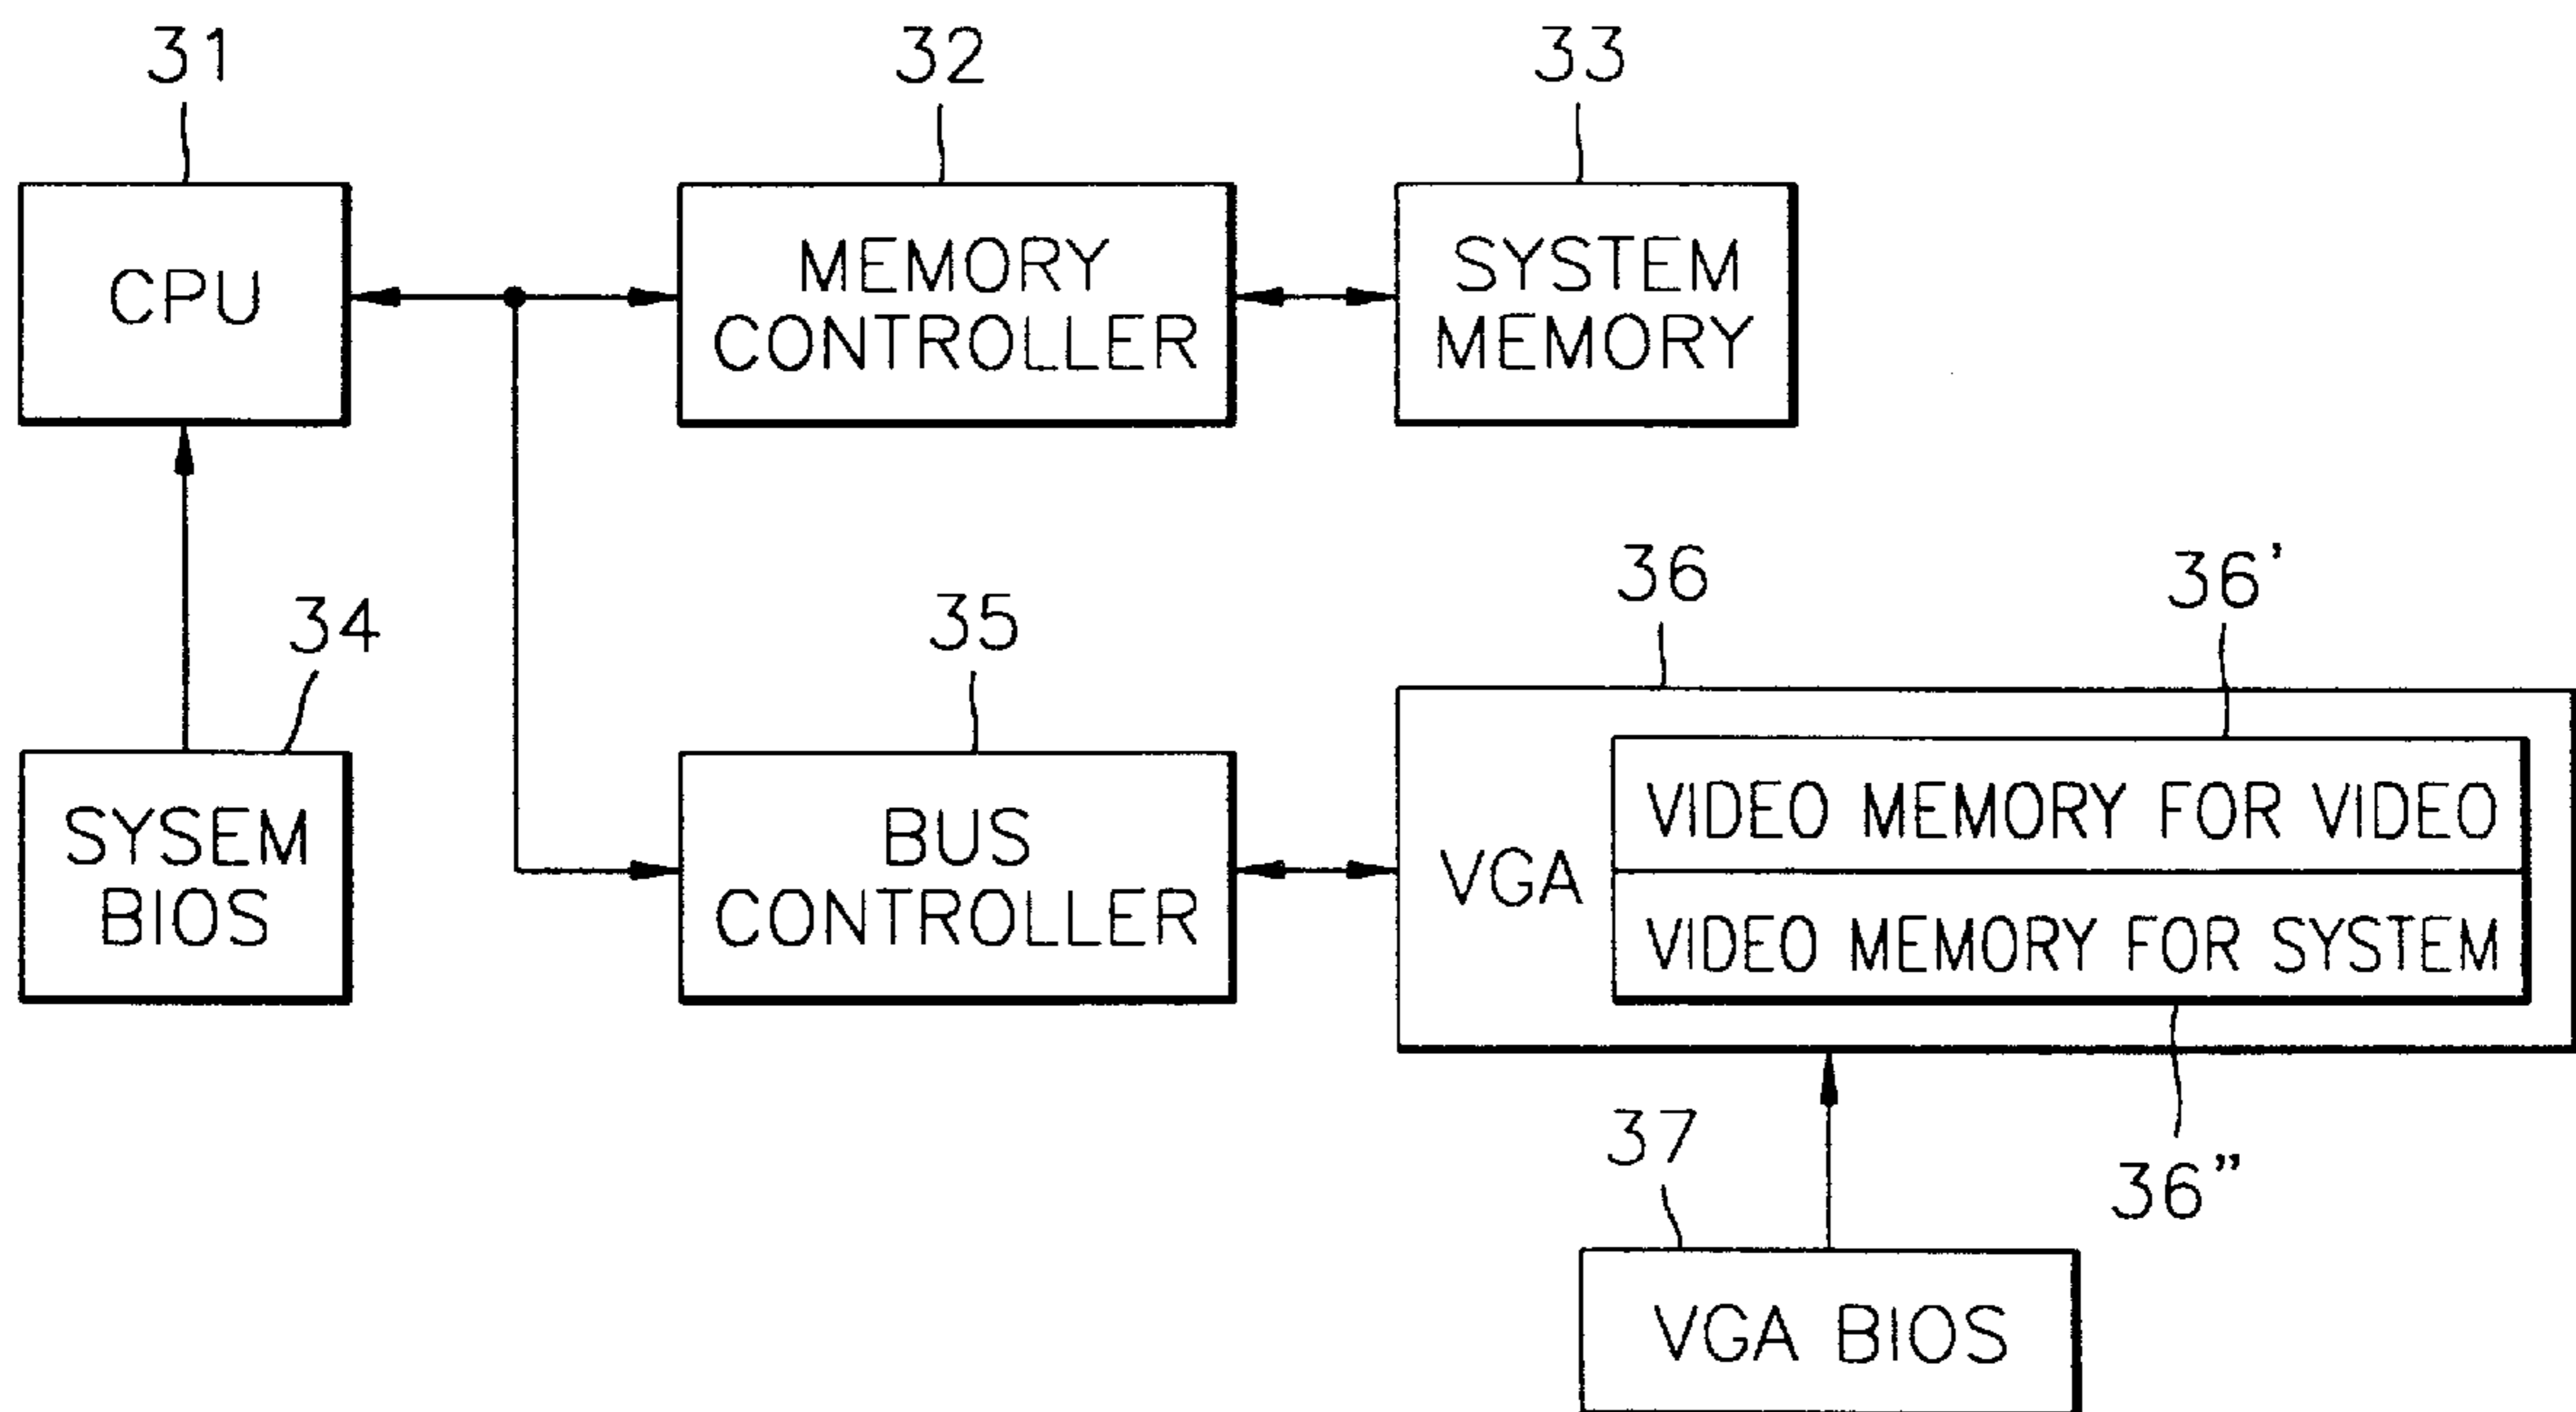 31
32
33
CPU
MEMORY
CONTROLLER
SYSTEM
MEMORY
34
35
36
36'
SYSEM
BIOS
BUS
CONTROLLER
VGA
VIDEO MEMORY FOR VIDEO
VIDEO MEMORY FOR SYSTEM
37
36"
VGA BIOS